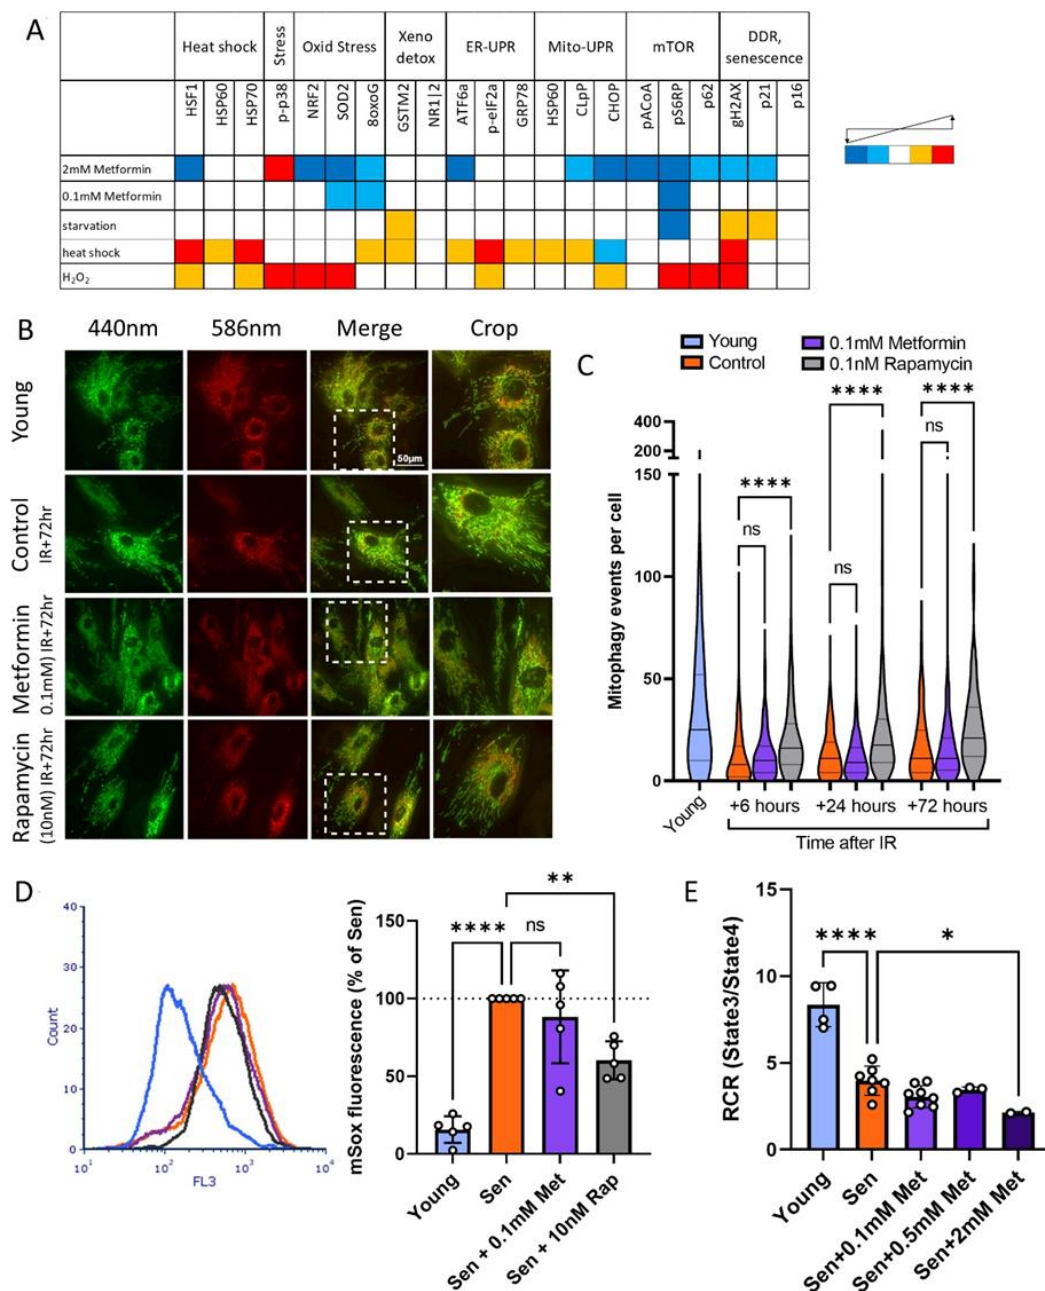 A
Heat shock
Stress
Oxid Stress
Xeno
detox
ER-UPR
Mito-UPR
mTOR
DDR,
senescence
HSF1
HSP60
HSP70
p-p38
NRF2
SOD2
8oxoG
GSTM2
NR1|2
ATF6a
p-eIF2a
GRP78
HSP60
CLpP
CHOP
pACoA
pS6RP
p62
gH2AX
p21
p16
2mM Metformin
0.1mM Metformin
starvation
heat shock
H₂O₂
B
440nm
586nm
Merge
Crop
Young
50µm
Control
IR+72hr
Metformin
0.1mM) IR+72hr
Rapamycin
(10nM) IR+72hr
C
Young
Control
0.1mM Metformin
0.1nM Rapamycin
Mitophagy events per cell
400
200
150
100
50
0
****
ns
****
ns
****
ns
Young
+6 hours
+24 hours
+72 hours
Time after IR
D
Count
40
30
20
10
0
10¹
10²
10³
10⁴
FL3
mSox fluorescence (% of Sen)
150
100
50
0
****
ns
**
Young
Sen
Sen + 0.1mM Met
Sen + 10nM Rap
E
RCR (State3/State4)
15
10
5
0
****
*
Young
Sen
Sen+0.1mM Met
Sen+0.5mM Met
Sen+2mM Met